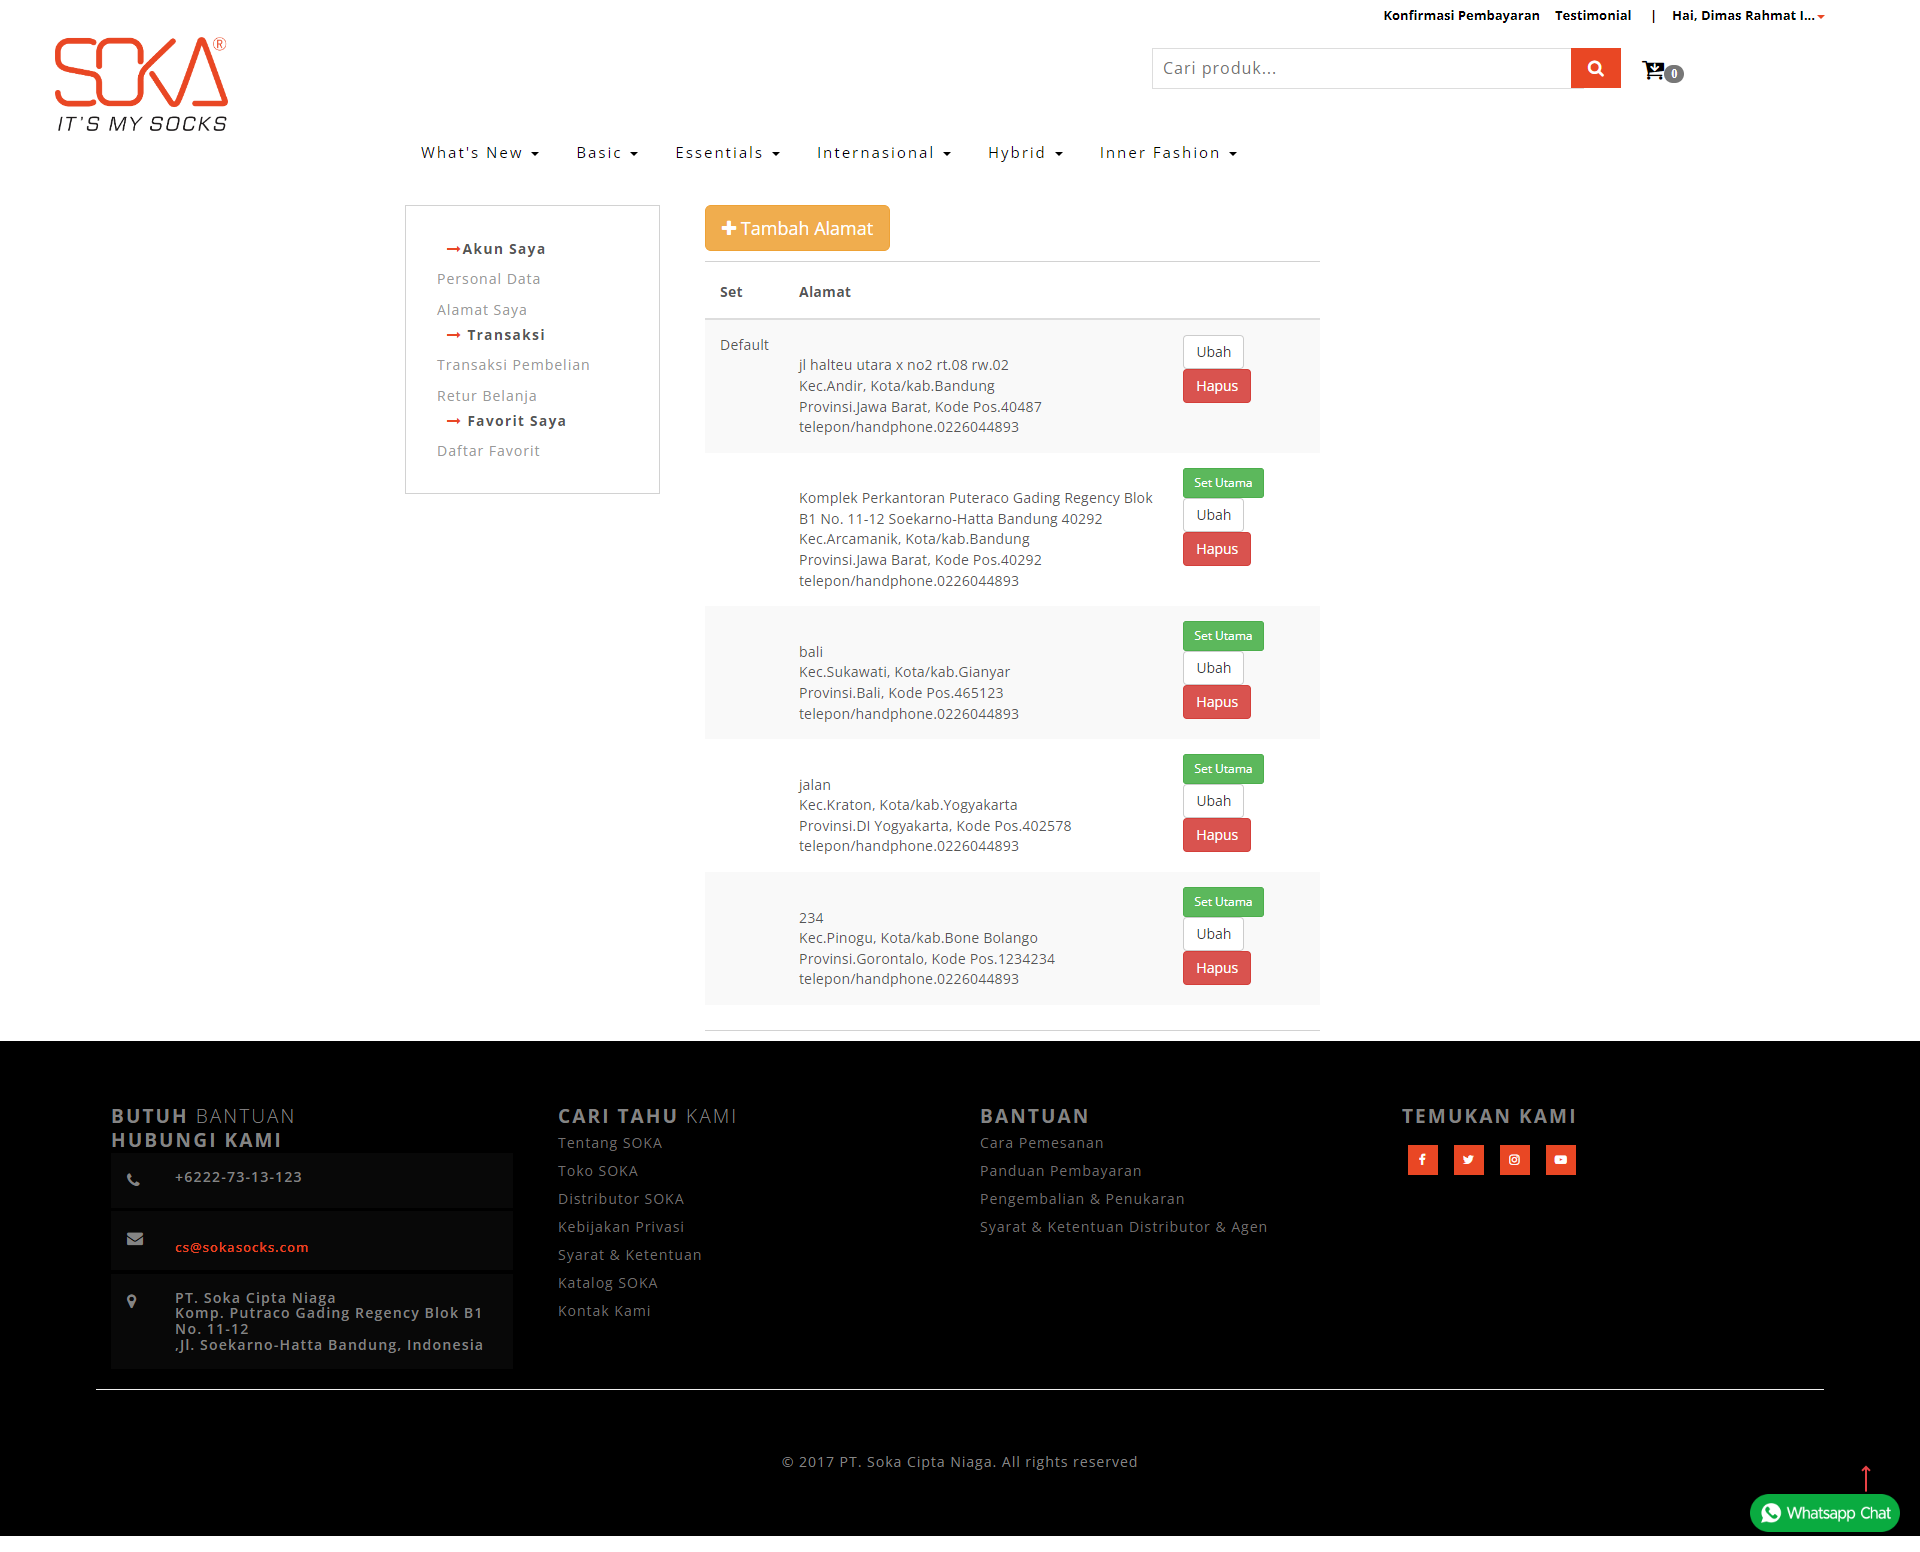 Konfirmasi Pembayaran Testimonial | Hai, Dimas Rahmat I...
SOKA®
IT'S MY SOCKS
Cari produk...
0
What's New Basic Essentials Internasional Hybrid Inner Fashion
Akun Saya
Personal Data
Alamat Saya
Transaksi
Transaksi Pembelian
Retur Belanja
Favorit Saya
Daftar Favorit
Tambah Alamat
Set Alamat
Default
jl halteu utara x no2 rt.08 rw.02
Kec.Andir, Kota/kab.Bandung
Provinsi.Jawa Barat, Kode Pos.40487
telepon/handphone.0226044893
Ubah
Hapus
Komplek Perkantoran Puteraco Gading Regency Blok
B1 No. 11-12 Soekarno-Hatta Bandung 40292
Kec.Arcamanik, Kota/kab.Bandung
Provinsi.Jawa Barat, Kode Pos.40292
telepon/handphone.0226044893
Set Utama
Ubah
Hapus
bali
Kec.Sukawati, Kota/kab.Gianyar
Provinsi.Bali, Kode Pos.465123
telepon/handphone.0226044893
Set Utama
Ubah
Hapus
jalan
Kec.Kraton, Kota/kab.Yogyakarta
Provinsi.DI Yogyakarta, Kode Pos.402578
telepon/handphone.0226044893
Set Utama
Ubah
Hapus
234
Kec.Pinogu, Kota/kab.Bone Bolango
Provinsi.Gorontalo, Kode Pos.1234234
telepon/handphone.0226044893
Set Utama
Ubah
Hapus
BUTUH BANTUAN
HUBUNGI KAMI
+6222-73-13-123
cs@sokasocks.com
PT. Soka Cipta Niaga
Komp. Putraco Gading Regency Blok B1
No. 11-12
,Jl. Soekarno-Hatta Bandung, Indonesia
CARI TAHU KAMI
Tentang SOKA
Toko SOKA
Distributor SOKA
Kebijakan Privasi
Syarat & Ketentuan
Katalog SOKA
Kontak Kami
BANTUAN
Cara Pemesanan
Panduan Pembayaran
Pengembalian & Penukaran
Syarat & Ketentuan Distributor & Agen
TEMUKAN KAMI
© 2017 PT. Soka Cipta Niaga. All rights reserved
Whatsapp Chat